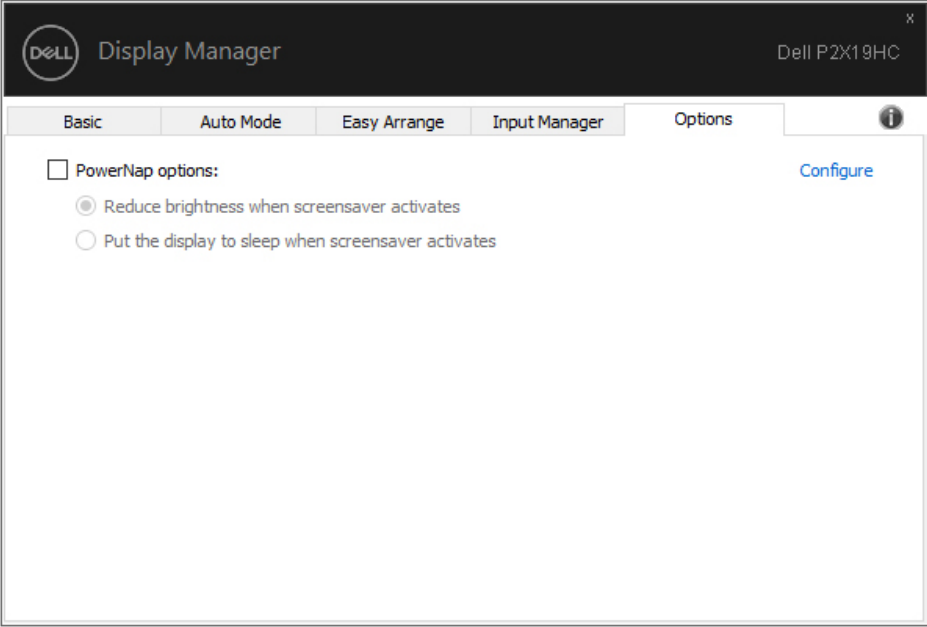 x
DELL Display Manager
Dell P2X19HC
Basic Auto Mode Easy Arrange Input Manager Options
PowerNap options: Configure
Reduce brightness when screensaver activates
Put the display to sleep when screensaver activates